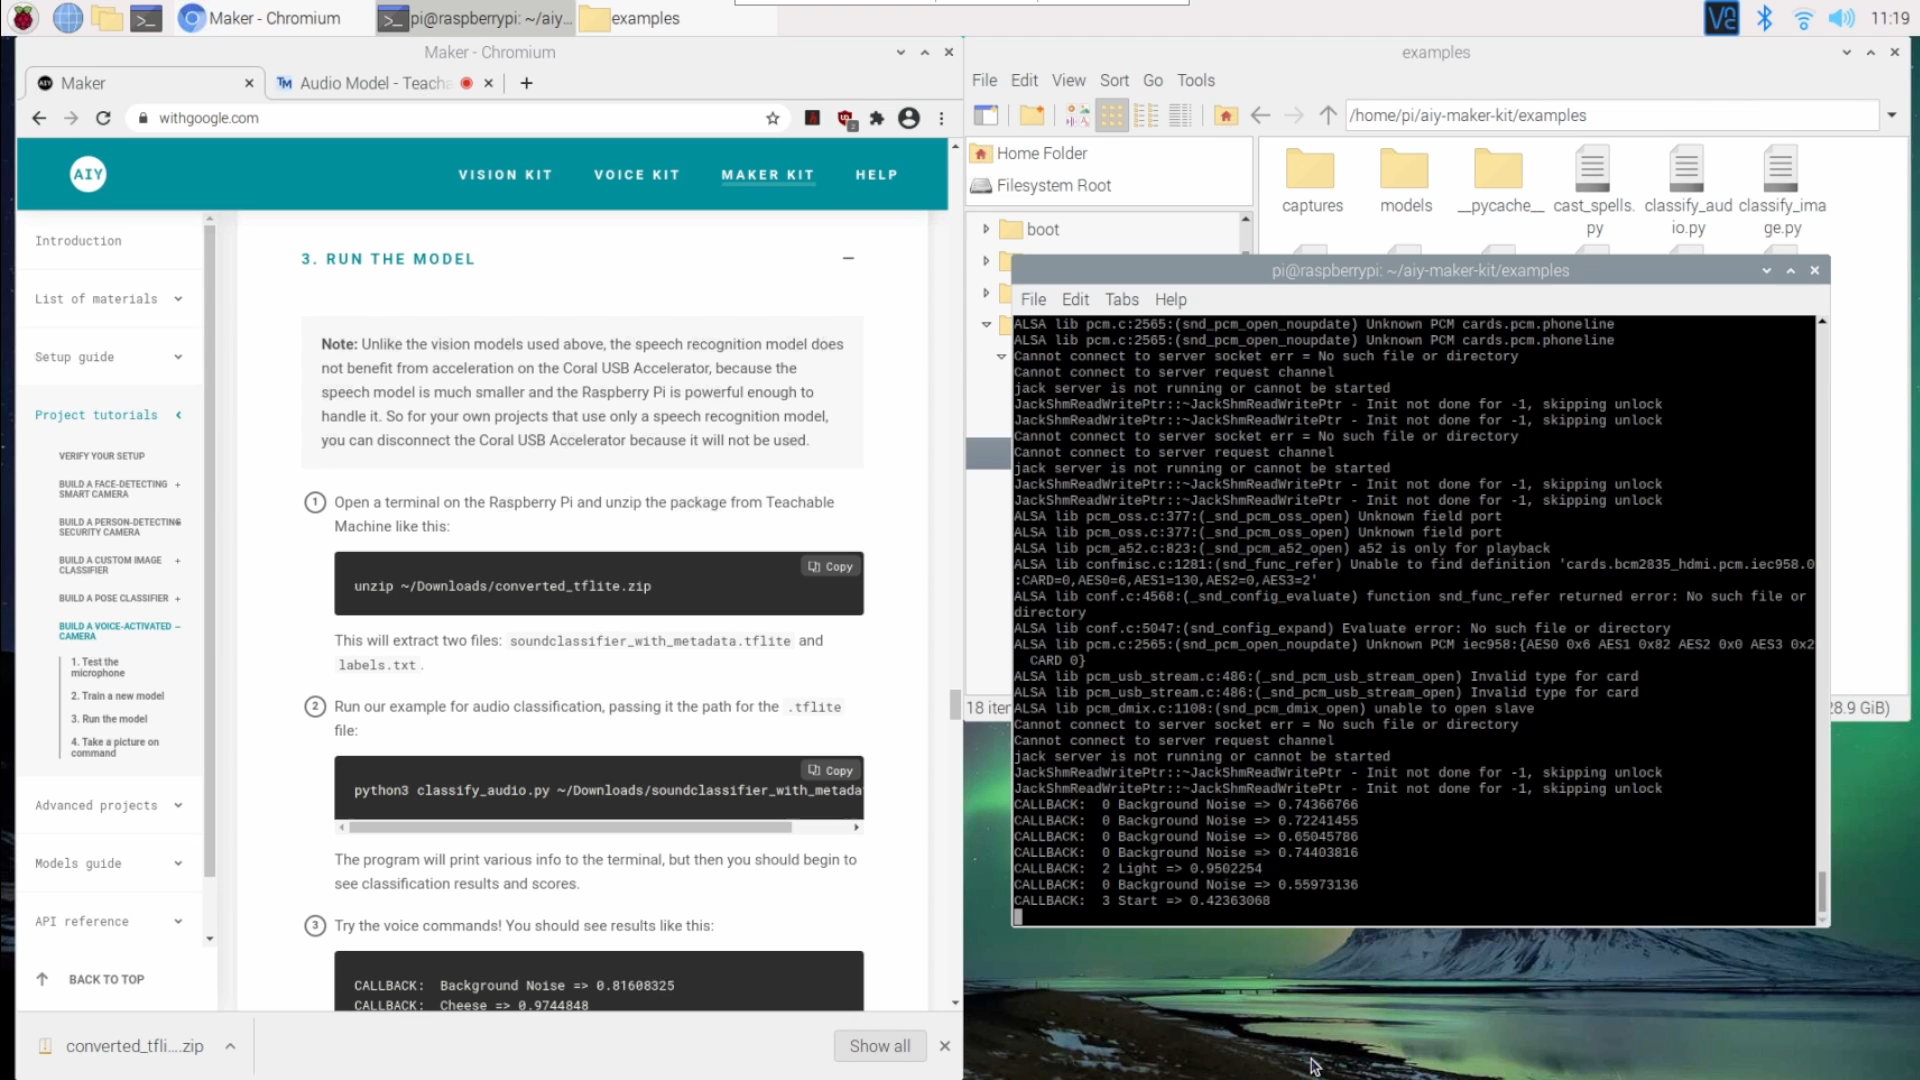 Maker - Chromium
pi@raspberrypi: ~/aiy...
examples
11:19
Maker - Chromium
Maker
TM Audio Model - Teacha
withgoogle.com
AIY
VISION KIT
VOICE KIT
MAKER KIT
HELP
Introduction
List of materials
Setup guide
Project tutorials
VERIFY YOUR SETUP
BUILD A FACE-DETECTING +
SMART CAMERA
BUILD A PERSON-DETECTING
SECURITY CAMERA
BUILD A CUSTOM IMAGE +
CLASSIFIER
BUILD A POSE CLASSIFIER +
BUILD A VOICE-ACTIVATED –
CAMERA
1. Test the
microphone
2. Train a new model
3. Run the model
4. Take a picture on
command
Advanced projects
Models guide
API reference
BACK TO TOP
3. RUN THE MODEL
Note: Unlike the vision models used above, the speech recognition model does
not benefit from acceleration on the Coral USB Accelerator, because the
speech model is much smaller and the Raspberry Pi is powerful enough to
handle it. So for your own projects that use only a speech recognition model,
you can disconnect the Coral USB Accelerator because it will not be used.
1 Open a terminal on the Raspberry Pi and unzip the package from Teachable
Machine like this:
Copy
unzip ~/Downloads/converted_tflite.zip
This will extract two files: soundclassifier_with_metadata.tflite and
labels.txt .
2 Run our example for audio classification, passing it the path for the .tflite
file:
Copy
python3 classify_audio.py ~/Downloads/soundclassifier_with_metada
The program will print various info to the terminal, but then you should begin to
see classification results and scores.
3 Try the voice commands! You should see results like this:
CALLBACK:  Background Noise => 0.81608325
CALLBACK:  Cheese => 0.9744848
converted_tfli....zip
Show all
examples
File Edit View Sort Go Tools
/home/pi/aiy-maker-kit/examples
Home Folder
Filesystem Root
boot
captures
models
__pycache__
cast_spells.
py
classify_aud
io.py
classify_ima
ge.py
18 iter
28.9 GiB)
pi@raspberrypi: ~/aiy-maker-kit/examples
File Edit Tabs Help
ALSA lib pcm.c:2565:(snd_pcm_open_noupdate) Unknown PCM cards.pcm.phoneline
ALSA lib pcm.c:2565:(snd_pcm_open_noupdate) Unknown PCM cards.pcm.phoneline
Cannot connect to server socket err = No such file or directory
Cannot connect to server request channel
jack server is not running or cannot be started
JackShmReadWritePtr::~JackShmReadWritePtr - Init not done for -1, skipping unlock
JackShmReadWritePtr::~JackShmReadWritePtr - Init not done for -1, skipping unlock
Cannot connect to server socket err = No such file or directory
Cannot connect to server request channel
jack server is not running or cannot be started
JackShmReadWritePtr::~JackShmReadWritePtr - Init not done for -1, skipping unlock
JackShmReadWritePtr::~JackShmReadWritePtr - Init not done for -1, skipping unlock
ALSA lib pcm_oss.c:377:(_snd_pcm_oss_open) Unknown field port
ALSA lib pcm_oss.c:377:(_snd_pcm_oss_open) Unknown field port
ALSA lib pcm_a52.c:823:(_snd_pcm_a52_open) a52 is only for playback
ALSA lib confmisc.c:1281:(snd_func_refer) Unable to find definition 'cards.bcm2835_hdmi.pcm.iec958.0
:CARD=0,AES0=6,AES1=130,AES2=0,AES3=2'
ALSA lib conf.c:4568:(_snd_config_evaluate) function snd_func_refer returned error: No such file or
directory
ALSA lib conf.c:5047:(snd_config_expand) Evaluate error: No such file or directory
ALSA lib pcm.c:2565:(snd_pcm_open_noupdate) Unknown PCM iec958:{AES0 0x6 AES1 0x82 AES2 0x0 AES3 0x2
CARD 0}
ALSA lib pcm_usb_stream.c:486:(_snd_pcm_usb_stream_open) Invalid type for card
ALSA lib pcm_usb_stream.c:486:(_snd_pcm_usb_stream_open) Invalid type for card
ALSA lib pcm_dmix.c:1108:(snd_pcm_dmix_open) unable to open slave
Cannot connect to server socket err = No such file or directory
Cannot connect to server request channel
jack server is not running or cannot be started
JackShmReadWritePtr::~JackShmReadWritePtr - Init not done for -1, skipping unlock
JackShmReadWritePtr::~JackShmReadWritePtr - Init not done for -1, skipping unlock
CALLBACK:  0 Background Noise => 0.74366766
CALLBACK:  0 Background Noise => 0.72241455
CALLBACK:  0 Background Noise => 0.65045786
CALLBACK:  0 Background Noise => 0.74403816
CALLBACK:  2 Light => 0.9502254
CALLBACK:  0 Background Noise => 0.55973136
CALLBACK:  3 Start => 0.42363068